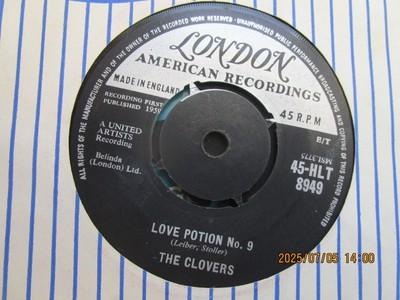 ALL RIGHTS OF THE MANUFACTURER AND OF THE OWNER OF THE RECORDED WORK RESERVED · UNAUTHORISED PUBLIC PERFORMANCE BROADCASTING AND COPYING OF THIS RECORD PROHIBITED
LONDON
AMERICAN RECORDINGS
MADE IN ENGLAND
45 R.P.M
RECORDING FIRST
PUBLISHED 1959
A UNITED
ARTISTS
Recording
Belinda
(London) Ltd.
45-HLT
8949
LOVE POTION No. 9
(Leiber, Stoller)
THE CLOVERS
2025/07/05 14:00